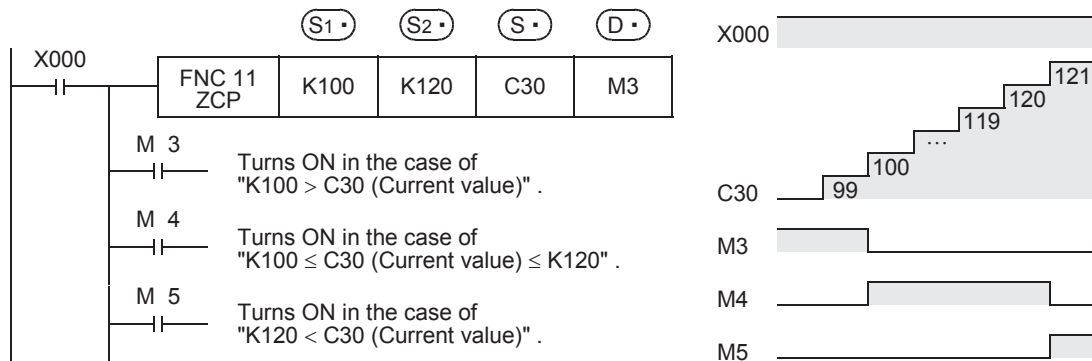 S1· S2· S· D·
X000
FNC 11
ZCP
K100
K120
C30
M3
M 3
Turns ON in the case of
"K100 > C30 (Current value)" .
M 4
Turns ON in the case of
"K100 ≤ C30 (Current value) ≤ K120" .
M 5
Turns ON in the case of
"K120 < C30 (Current value)" .
X000
121
120
119
…
100
99
C30
M3
M4
M5